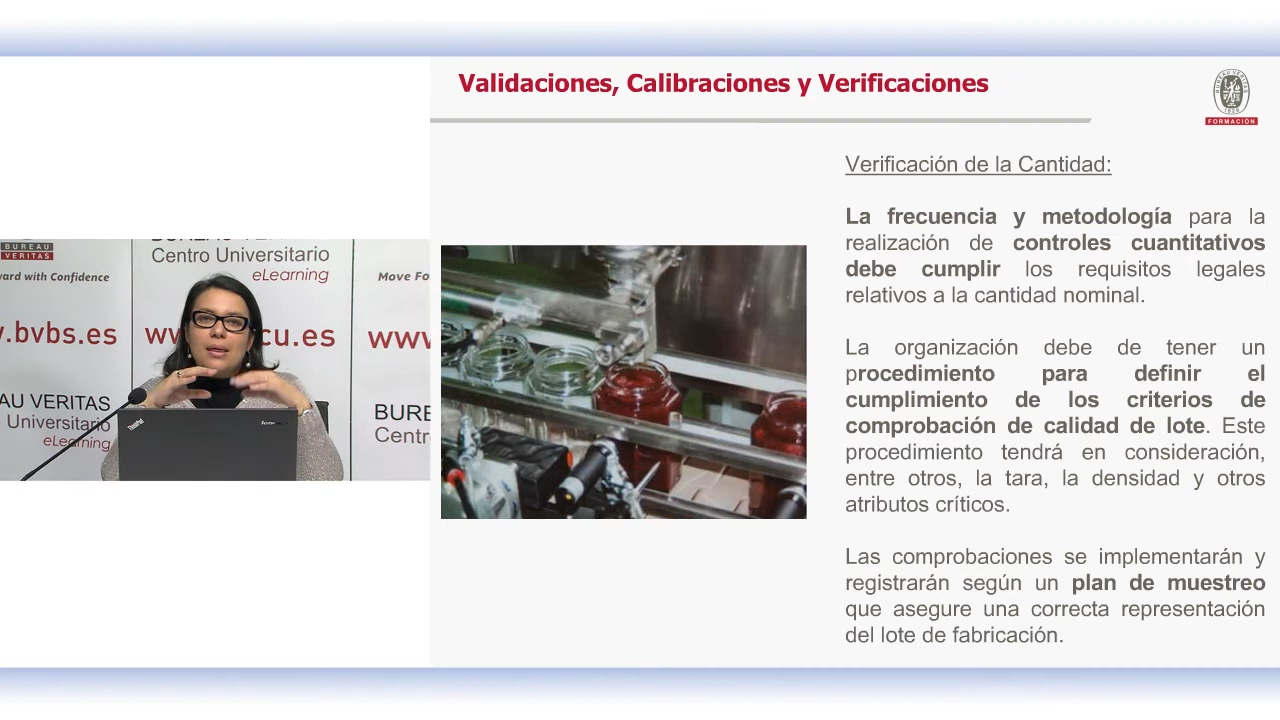 Validaciones, Calibraciones y Verificaciones
FORMACIÓN
Verificación de la Cantidad:
La frecuencia y metodología para la
realización de controles cuantitativos
debe cumplir los requisitos legales
relativos a la cantidad nominal.
La organización debe de tener un
procedimiento para definir el
cumplimiento de los criterios de
comprobación de calidad de lote. Este
procedimiento tendrá en consideración,
entre otros, la tara, la densidad y otros
atributos críticos.
Las comprobaciones se implementarán y
registrarán según un plan de muestreo
que asegure una correcta representación
del lote de fabricación.
BUREAU
VERITAS
Centro Universitario
eLearning
ward with Confidence
Move Fo
v.bvbs.es
ww
cu.es
www
AU VERITAS
Universitario
eLearning
BURE
Centr
ThinkPad
lenovo